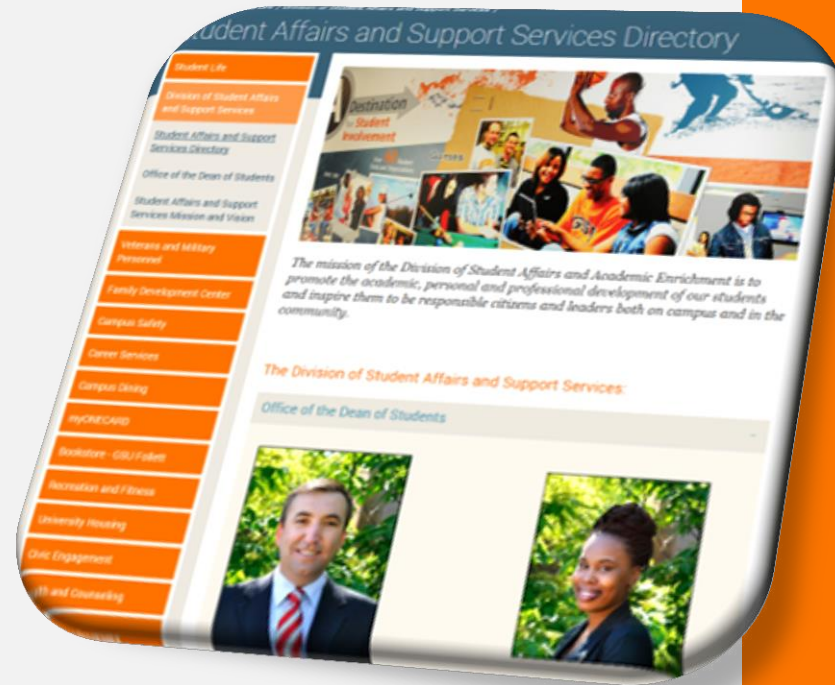 udent Affairs and Support Services Directory
Student Life
Division of Student Affairs
and Support Services
Student Affairs and Support
Services Directory
Office of the Dean of Students
Student Affairs and Support
Services Mission and Vision
Veterans and Military
Personnel
Family Development Center
Campus Safety
Career Services
Campus Dining
myONECARD
Bookstore - GSU Follett
Recreation and Fitness
University Housing
Civic Engagement
th and Counseling
Destination
Student
Involvement
The mission of the Division of Student Affairs and Academic Enrichment is to
promote the academic, personal and professional development of our students
and inspire them to be responsible citizens and leaders both on campus and in the
community.
The Division of Student Affairs and Support Services:
Office of the Dean of Students